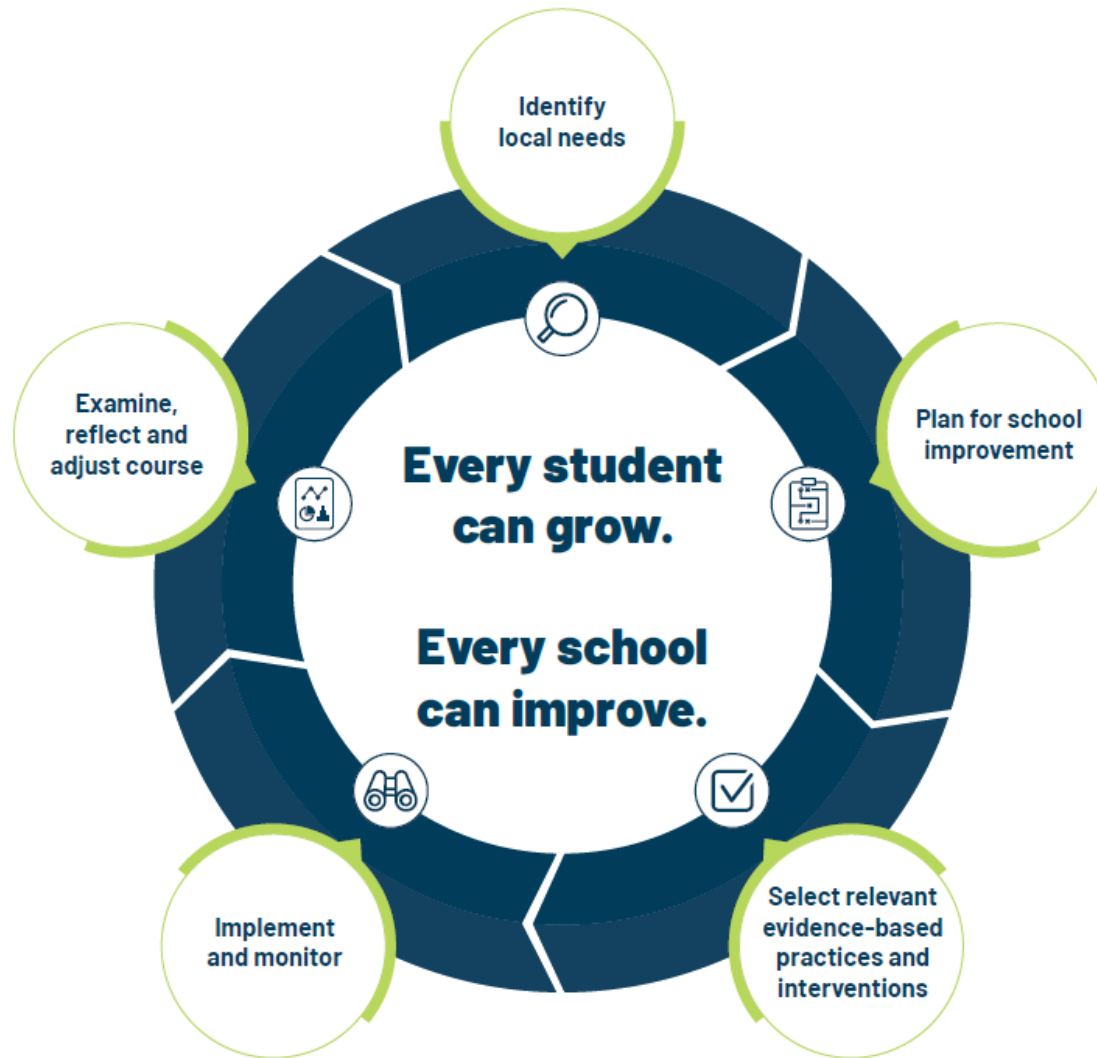 Identify
local needs
Plan for school
improvement
Select relevant
evidence-based
practices and
interventions
Implement
and monitor
Examine,
reflect and
adjust course
Every student
can grow.
Every school
can improve.